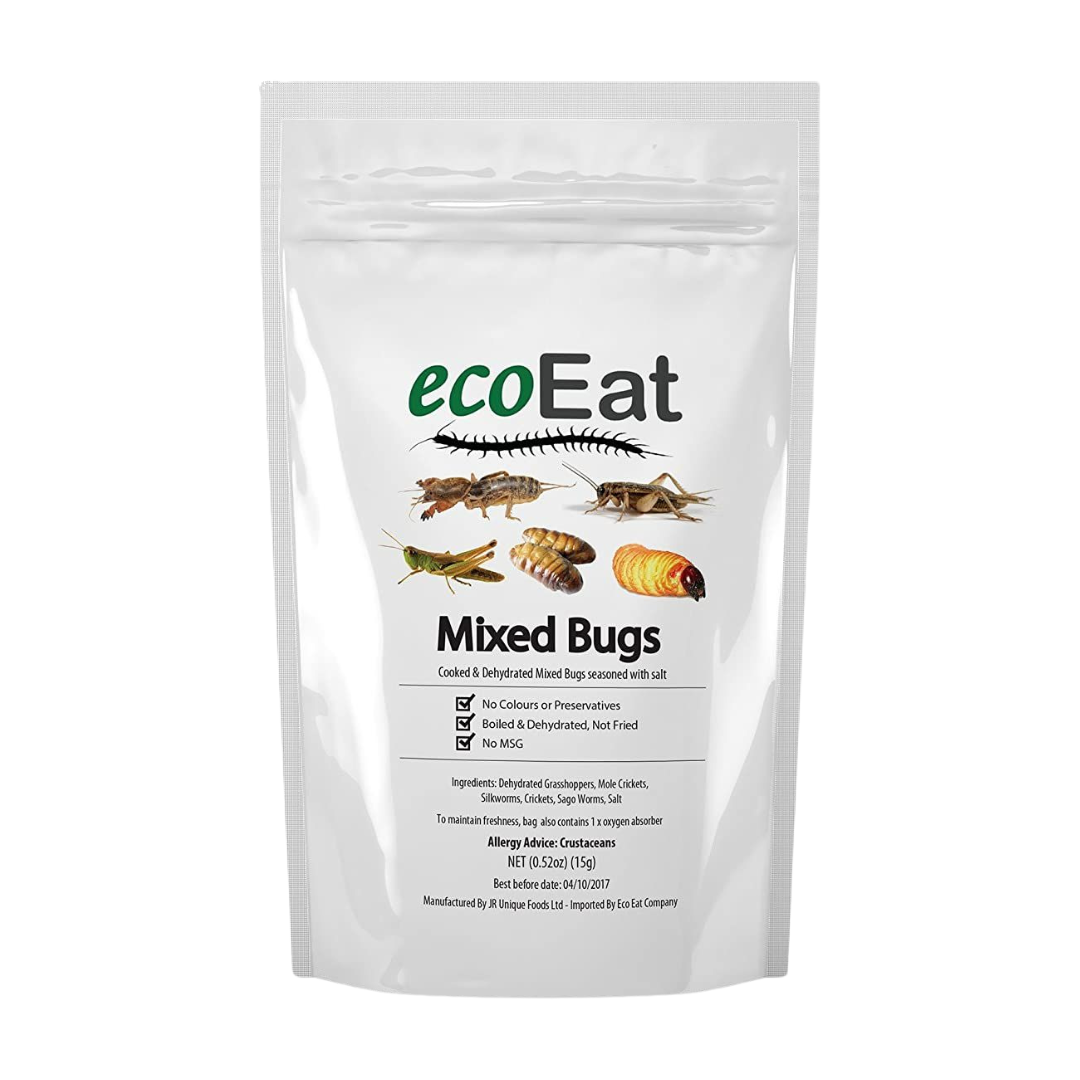 ecoEat
Mixed Bugs
Cooked & Dehydrated Mixed Bugs seasoned with salt
No Colours or Preservatives
Boiled & Dehydrated, Not Fried
No MSG
Ingredients: Dehydrated Grasshoppers, Mole Crickets,
Silkworms, Crickets, Sago Worms, Salt
To maintain freshness, bag also contains 1 x oxygen absorber
Allergy Advice: Crustaceans
NET (0.52oz) (15g)
Best before date: 04/10/2017
Manufactured By JR Unique Foods Ltd - Imported By Eco Eat Company